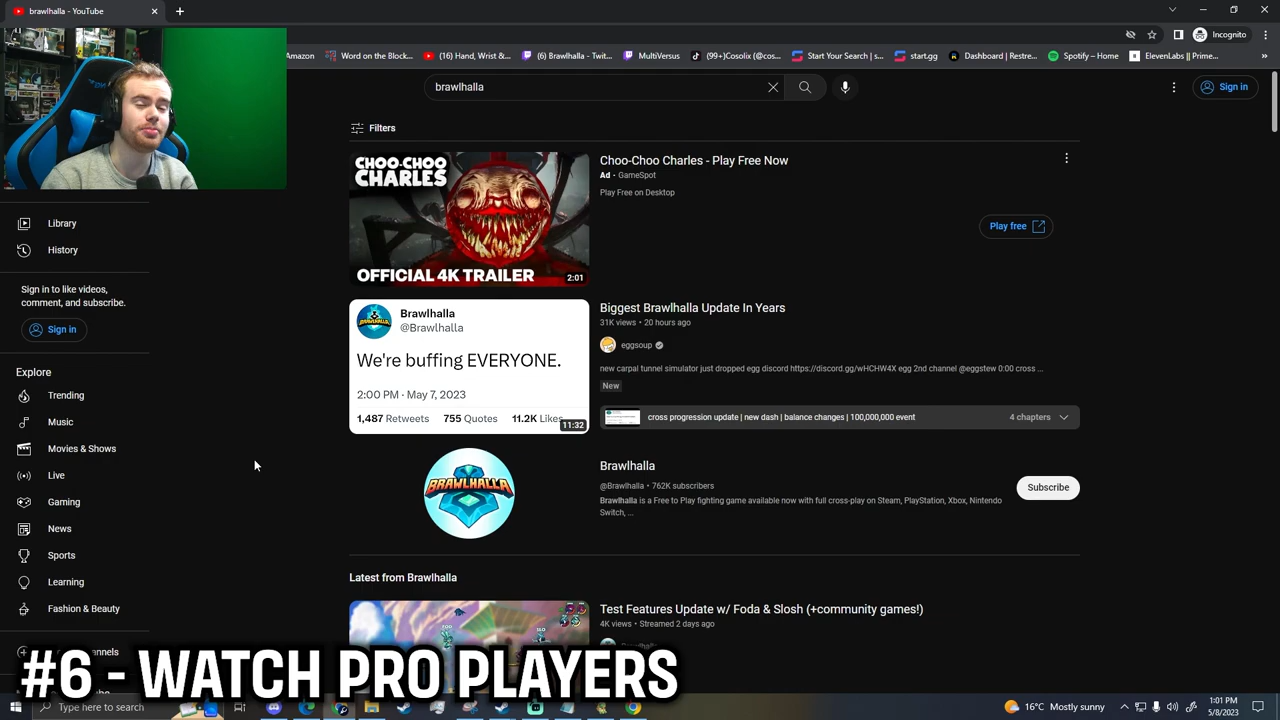 brawlhalla - YouTube
Amazon
Word on the Block...
(16) Hand, Wrist &...
(6) Brawlhalla - Twit...
MultiVersus
(99+)Cosolix (@cos...
Start Your Search | s...
start.gg
Dashboard | Restre...
Spotify – Home
ElevenLabs || Prime...
Incognito
brawlhalla
Sign in
Filters
Library
History
Sign in to like videos,
comment, and subscribe.
Sign in
Explore
Trending
Music
Movies & Shows
Live
Gaming
News
Sports
Learning
Fashion & Beauty
CHOO-CHOO
CHARLES
OFFICIAL 4K TRAILER
2:01
Choo-Choo Charles - Play Free Now
Ad · GameSpot
Play Free on Desktop
Play free
Brawlhalla
@Brawlhalla
We're buffing EVERYONE.
2:00 PM · May 7, 2023
1,487 Retweets 755 Quotes 11.2K Likes
11:32
Biggest Brawlhalla Update In Years
31K views • 20 hours ago
eggsoup
new carpal tunnel simulator just dropped egg discord https://discord.gg/wHCHW4X egg 2nd channel @eggstew 0:00 cross ...
New
cross progression update | new dash | balance changes | 100,000,000 event
4 chapters
BRAWLHALLA
Brawlhalla
@Brawlhalla • 762K subscribers
Brawlhalla is a Free to Play fighting game available now with full cross-play on Steam, PlayStation, Xbox, Nintendo
Switch, ...
Subscribe
Latest from Brawlhalla
Test Features Update w/ Foda & Slosh (+community games!)
4K views • Streamed 2 days ago
#6 - WATCH PRO PLAYERS
Type here to search
16°C Mostly sunny
1:01 PM
5/8/2023